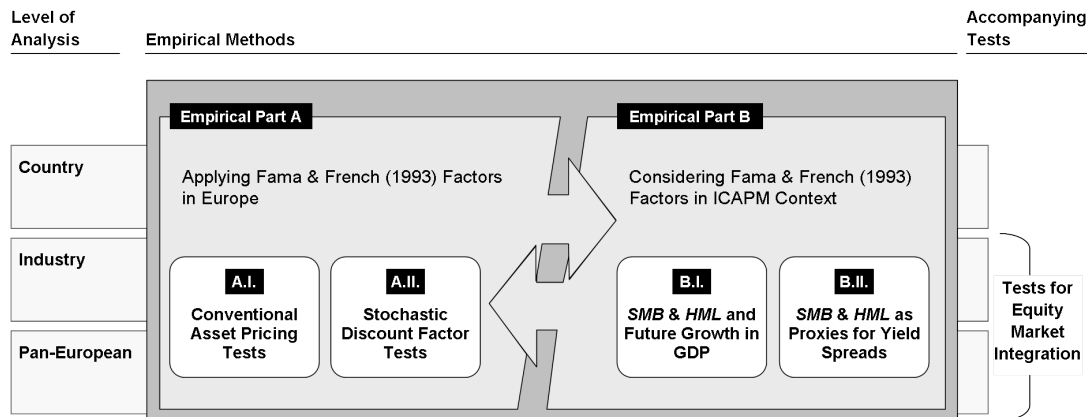 Level of
Analysis
Empirical Methods
Accompanying
Tests
Empirical Part A
Empirical Part B
Country
Applying Fama & French (1993) Factors
in Europe
Considering Fama & French (1993)
Factors in ICAPM Context
Industry
A.I.
Conventional
Asset Pricing
Tests
A.II.
Stochastic
Discount Factor
Tests
B.I.
SMB & HML and
Future Growth in
GDP
B.II.
SMB & HML as
Proxies for Yield
Spreads
Tests for
Equity
Market
Integration
Pan-European